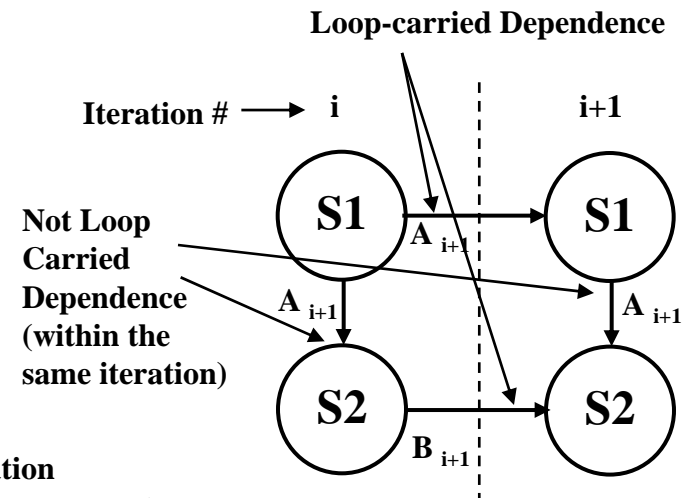 Loop-carried Dependence
Iteration # i i+1
S1 S1
Not Loop
Carried
Dependence
(within the
same iteration)
A i+1
A i+1
A i+1
S2 S2
B i+1